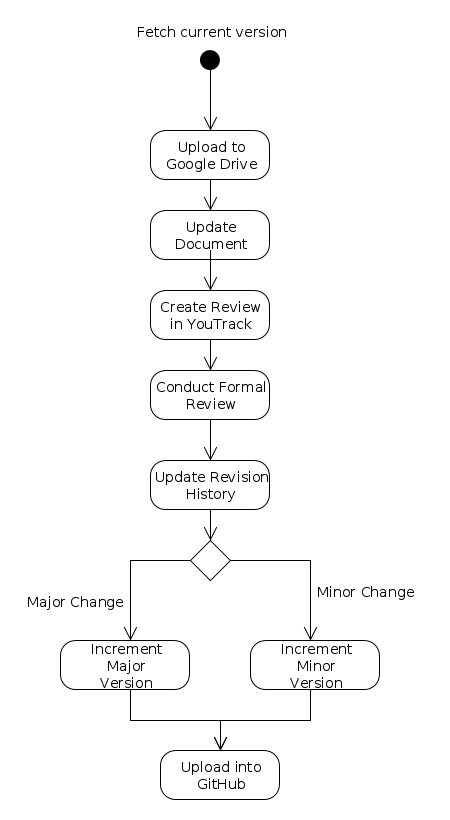 Fetch current version
Upload to
Google Drive
Update
Document
Create Review
in YouTrack
Conduct Formal
Review
Update Revision
History
Major Change
Minor Change
Increment
Major
Version
Increment
Minor
Version
Upload into
GitHub